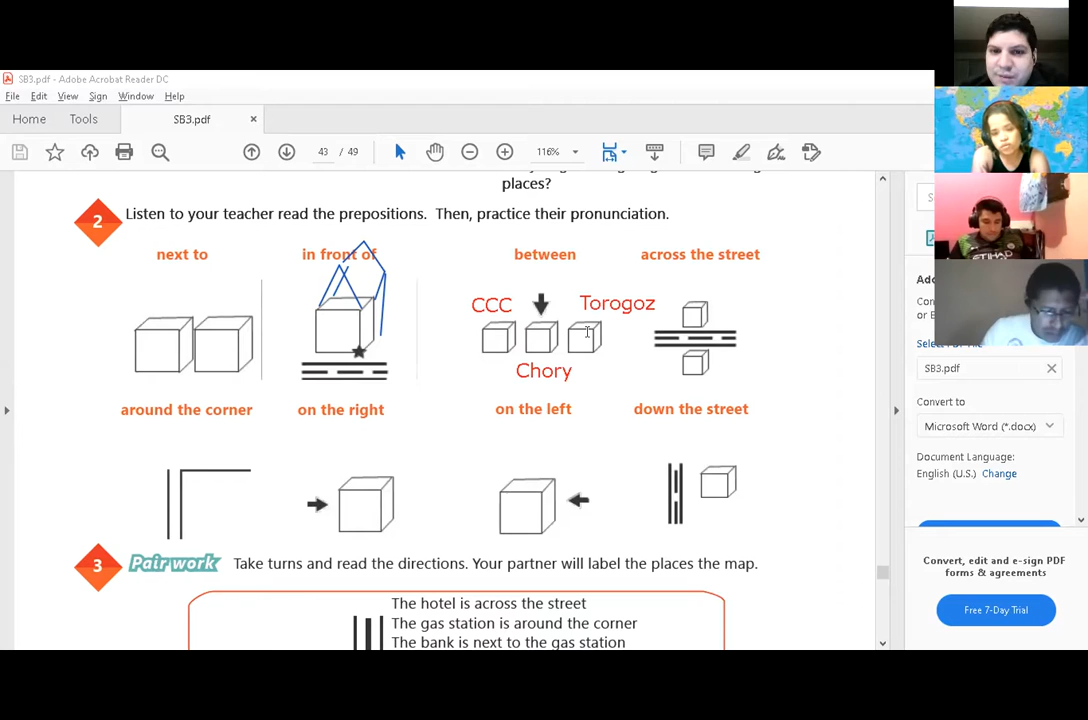 SB3.pdf - Adobe Acrobat Reader DC
File Edit View Sign Window Help
Home Tools SB3.pdf ×
43 / 49 116%
places?
2 Listen to your teacher read the prepositions. Then, practice their pronunciation.
next to in front of between across the street
CCC Torogoz
Chory
around the corner on the right on the left down the street
3 Pair work Take turns and read the directions. Your partner will label the places the map.
The hotel is across the street
The gas station is around the corner
The bank is next to the gas station
SB3.pdf
Convert to
Microsoft Word (*.docx)
Document Language:
English (U.S.) Change
Convert, edit and e-sign PDF
forms & agreements
Free 7-Day Trial